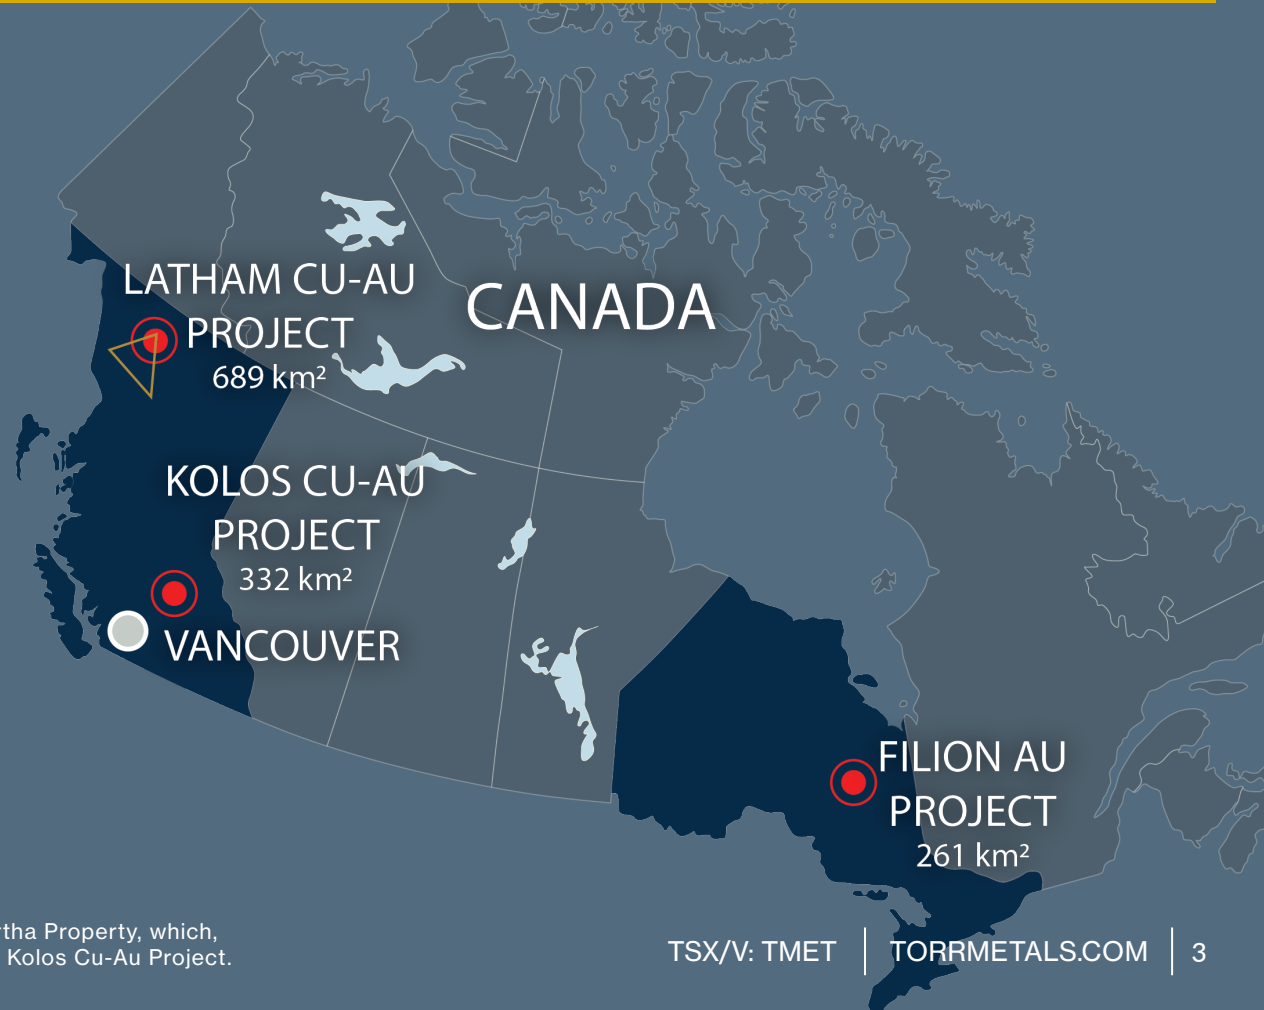 LATHAM CU-AU
PROJECT
689 km²
CANADA
KOLOS CU-AU
PROJECT
332 km²
VANCOUVER
FILION AU
PROJECT
261 km²
Property, which,
Kolos Cu-Au Project.
TSX/V: TMET | TORRMETALS.COM | 3